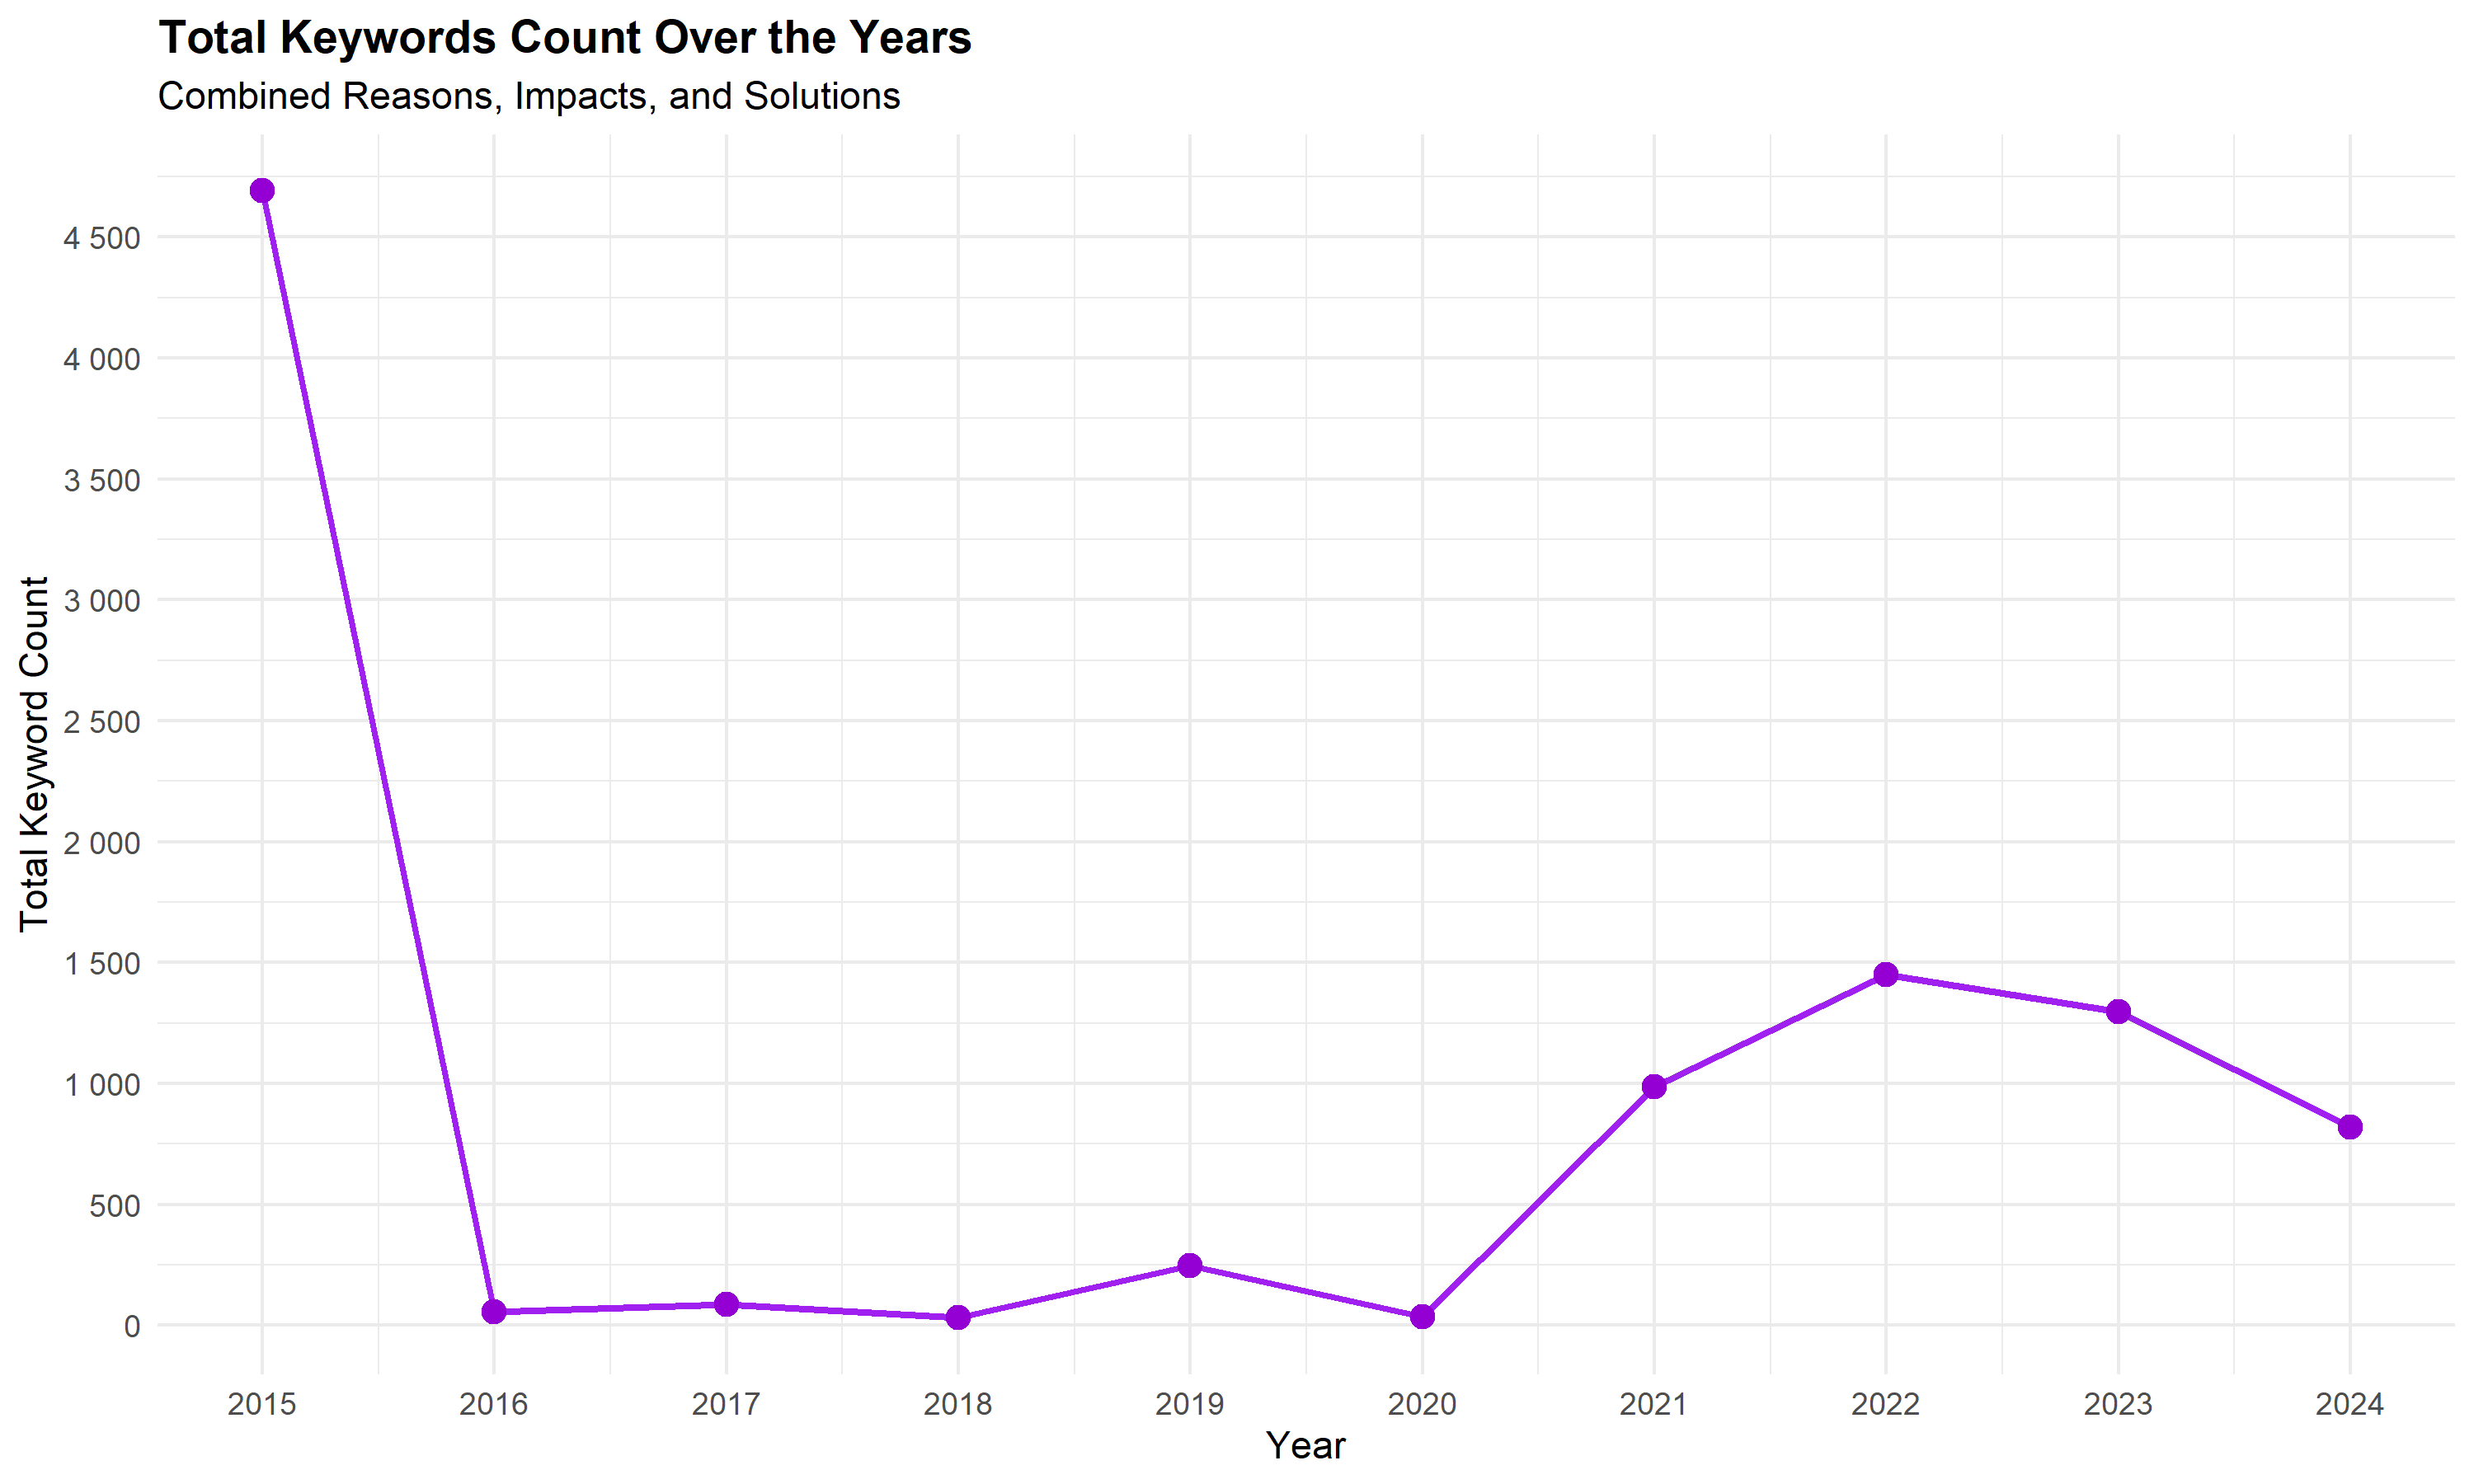 Total Keywords Count Over the Years
Combined Reasons, Impacts, and Solutions
Total Keyword Count
4 500
4 000
3 500
3 000
2 500
2 000
1 500
1 000
500
0
2015 2016 2017 2018 2019 2020 2021 2022 2023 2024
Year